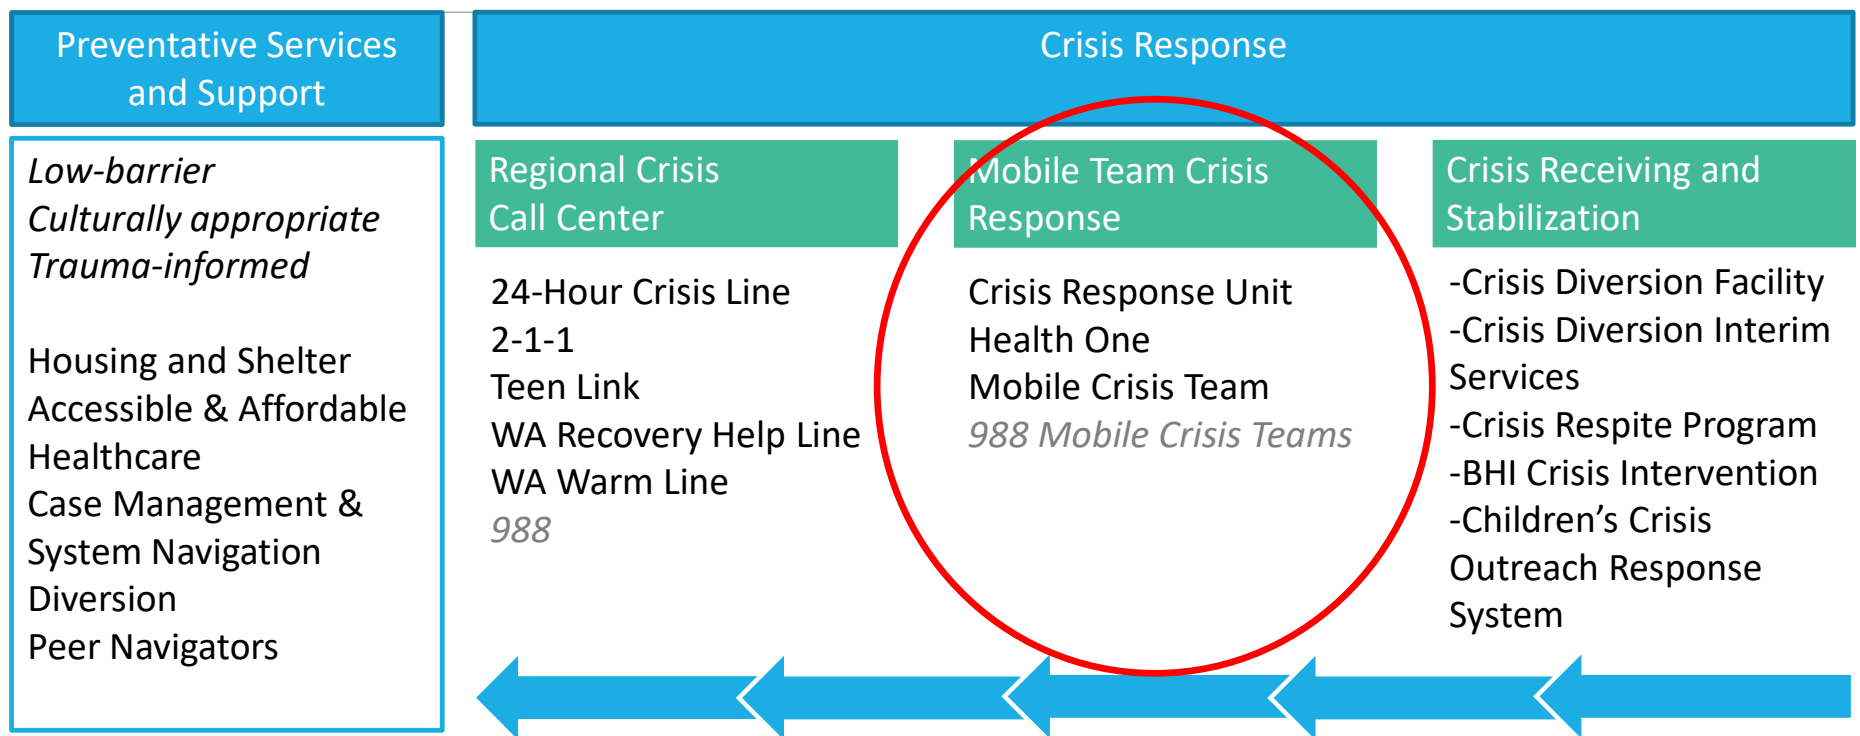 Preventative Services
and Support
Low-barrier
Culturally appropriate
Trauma-informed
Housing and Shelter
Accessible & Affordable
Healthcare
Case Management &
System Navigation
Diversion
Peer Navigators
Crisis Response
Regional Crisis
Call Center
24-Hour Crisis Line
2-1-1
Teen Link
WA Recovery Help Line
WA Warm Line
988
Mobile Team Crisis
Response
Crisis Response Unit
Health One
Mobile Crisis Team
988 Mobile Crisis Teams
Crisis Receiving and
Stabilization
-Crisis Diversion Facility
-Crisis Diversion Interim
Services
-Crisis Respite Program
-BHI Crisis Intervention
-Children’s Crisis
Outreach Response
System